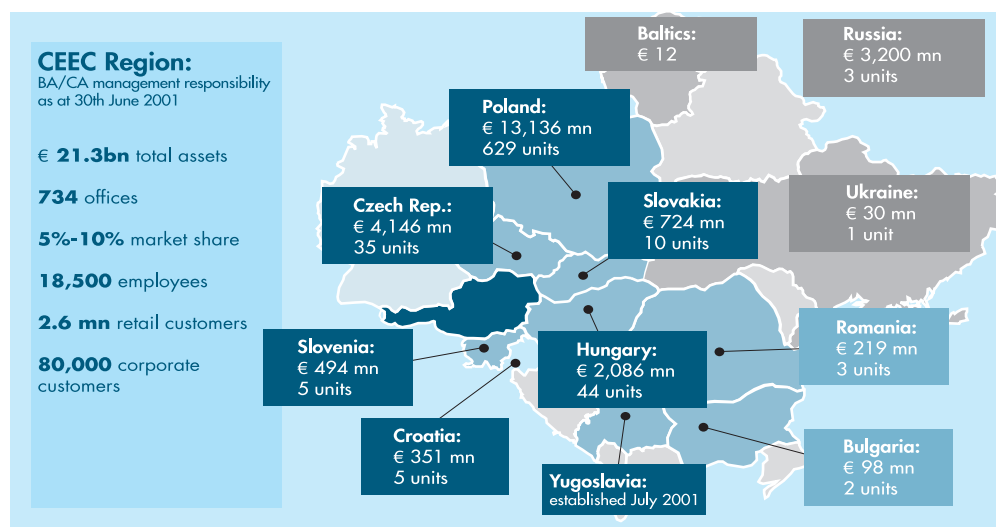 CEEC Region:
BA/CA management responsibility
as at 30th June 2001
€ 21.3bn total assets
734 offices
5%-10% market share
18,500 employees
2.6 mn retail customers
80,000 corporate
customers
Baltics:
€ 12
Russia:
€ 3,200 mn
3 units
Poland:
€ 13,136 mn
629 units
Czech Rep.:
€ 4,146 mn
35 units
Slovakia:
€ 724 mn
10 units
Ukraine:
€ 30 mn
1 unit
Slovenia:
€ 494 mn
5 units
Hungary:
€ 2,086 mn
44 units
Romania:
€ 219 mn
3 units
Croatia:
€ 351 mn
5 units
Yugoslavia:
established July 2001
Bulgaria:
€ 98 mn
2 units